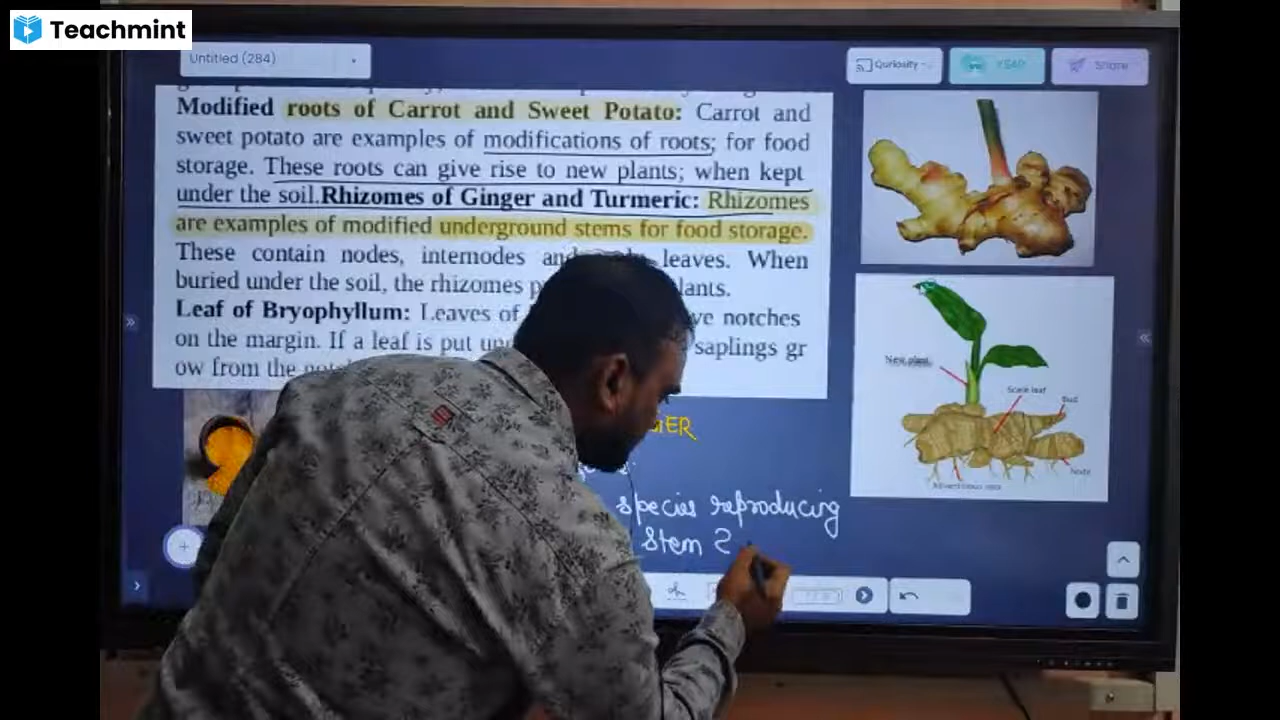 Teachmint
Untitled (284)
Quriosity
Share
Modified roots of Carrot and Sweet Potato: Carrot and
sweet potato are examples of modifications of roots; for food
storage. These roots can give rise to new plants; when kept
under the soil.Rhizomes of Ginger and Turmeric: Rhizomes
are examples of modified underground stems for food storage.
These contain nodes, internodes and leaves. When
buried under the soil, the rhizomes plants.
Leaf of Bryophyllum: Leaves of notches
on the margin. If a leaf is put saplings gr
ow from the
New plant
Scale leaf
Bud
Node
species reproducing
Stem